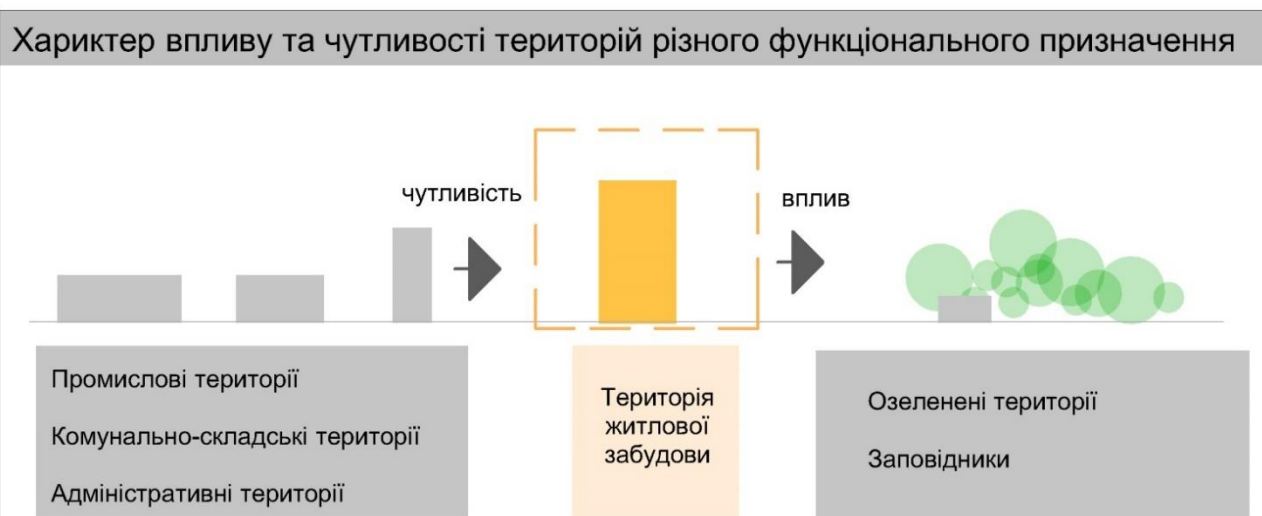 Хариктер впливу та чутливості територій різного функціонального призначення
чутливість
вплив
Промислові території
Комунально-складські території
Адміністративні території
Територія
житлової
забудови
Озеленені території
Заповідники